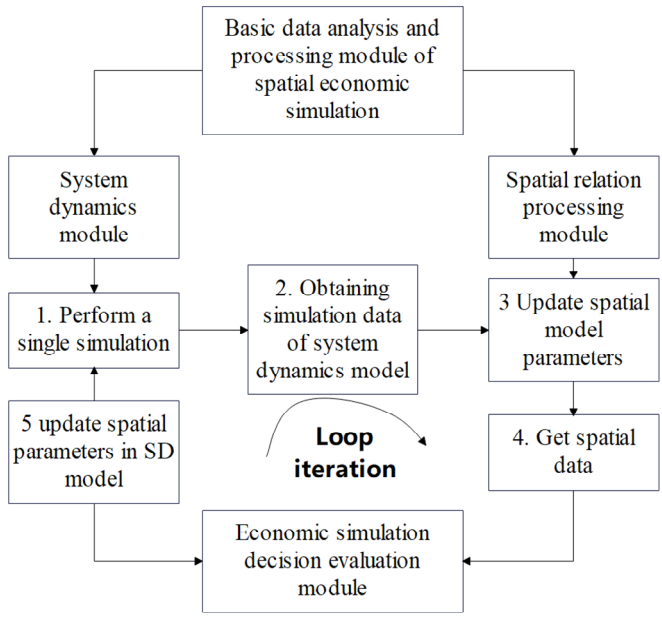 Basic data analysis and
processing module of
spatial economic
simulation
System
dynamics
module
Spatial relation
processing
module
1. Perform a
single simulation
2. Obtaining
simulation data
of system
dynamics model
3 Update spatial
model
parameters
5 update spatial
parameters in SD
model
Loop
iteration
4. Get spatial
data
Economic simulation
decision evaluation
module